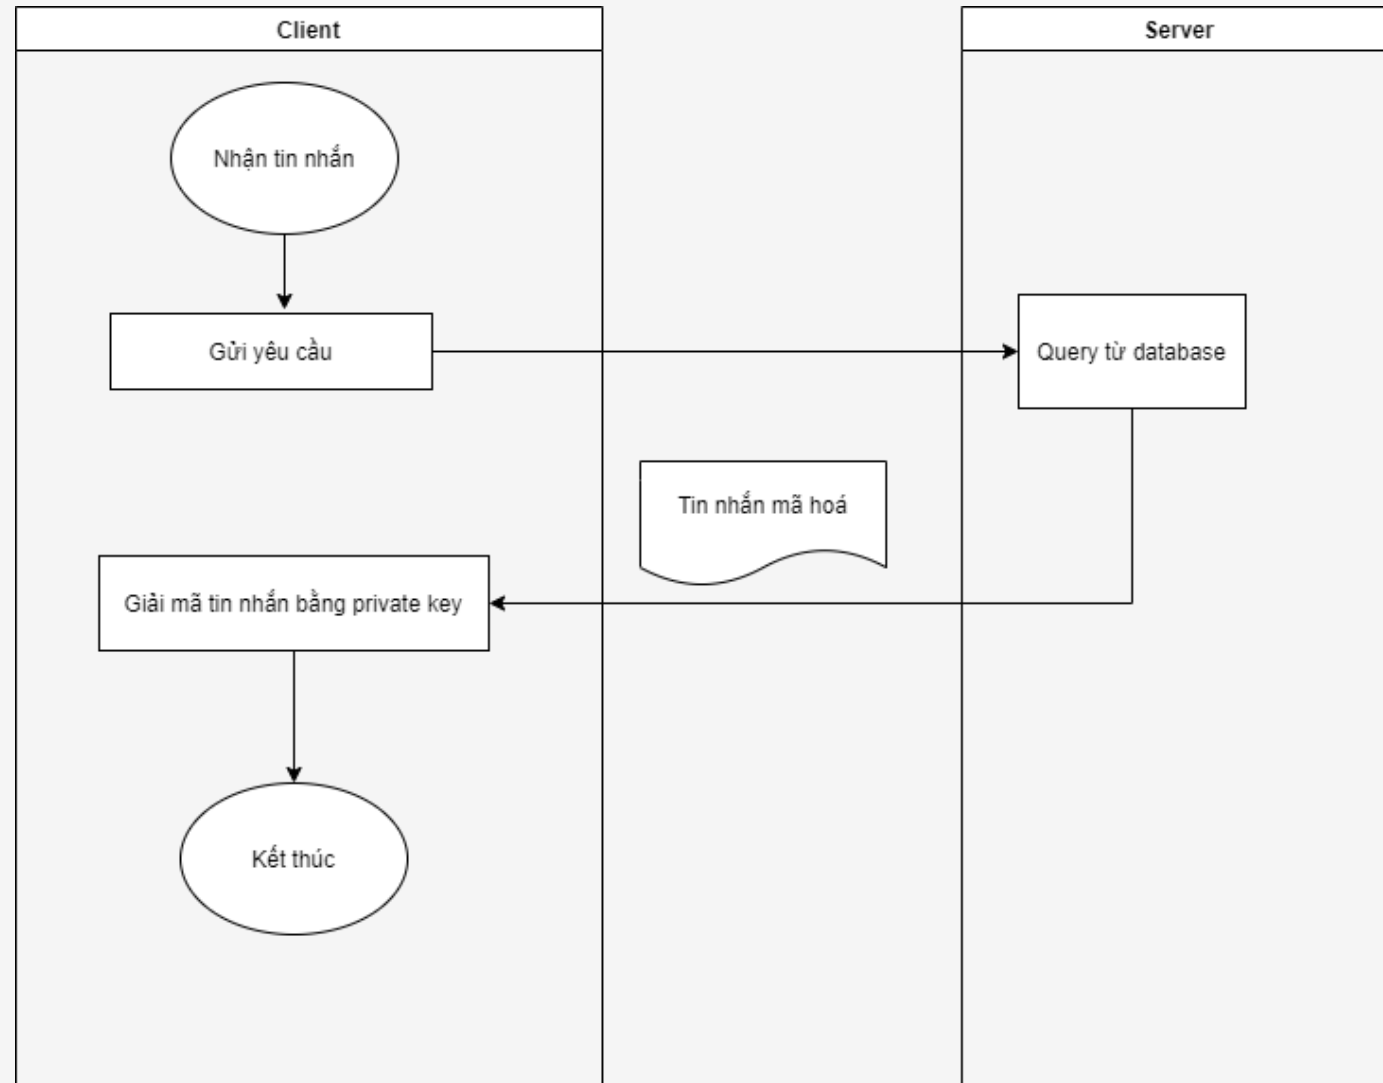 Client
Server
Nhận tin nhắn
Gửi yêu cầu
Query từ database
Tin nhắn mã hoá
Giải mã tin nhắn bằng private key
Kết thúc